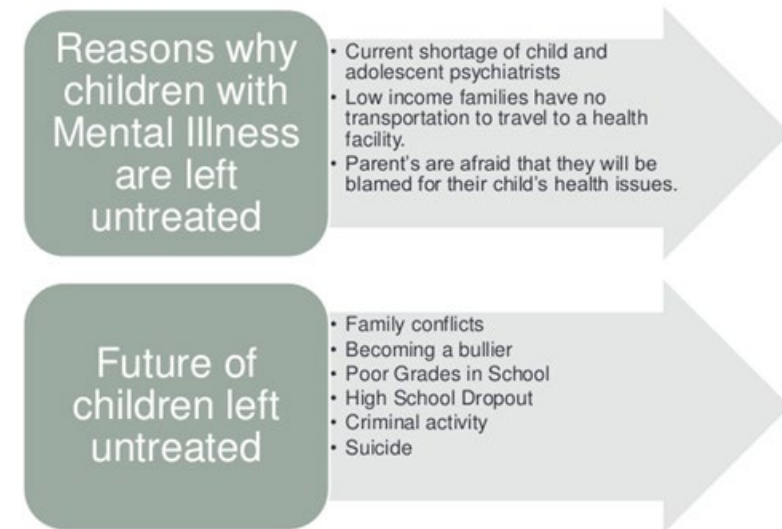 Reasons why
children with
Mental Illness
are left
untreated
• Current shortage of child and
adolescent psychiatrists
• Low income families have no
transportation to travel to a health
facility.
• Parent's are afraid that they will be
blamed for their child's health issues.
Future of
children left
untreated
• Family conflicts
• Becoming a bullier
• Poor Grades in School
• High School Dropout
• Criminal activity
• Suicide